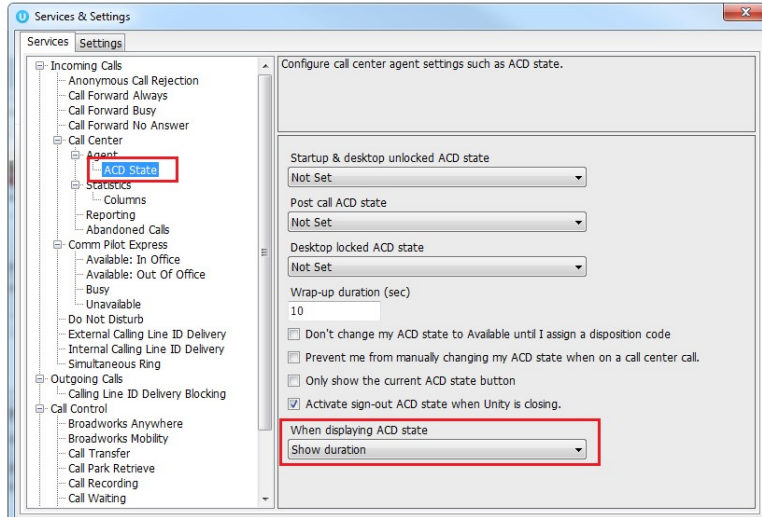 Services & Settings
Services Settings
Incoming Calls
Anonymous Call Rejection
Call Forward Always
Call Forward Busy
Call Forward No Answer
Call Center
Agent
ACD State
Statistics
Columns
Reporting
Abandoned Calls
Comm Pilot Express
Available: In Office
Available: Out Of Office
Busy
Unavailable
Do Not Disturb
External Calling Line ID Delivery
Internal Calling Line ID Delivery
Simultaneous Ring
Outgoing Calls
Calling Line ID Delivery Blocking
Call Control
Broadworks Anywhere
Broadworks Mobility
Call Transfer
Call Park Retrieve
Call Recording
Call Waiting
Configure call center agent settings such as ACD state.
Startup & desktop unlocked ACD state
Not Set
Post call ACD state
Not Set
Desktop locked ACD state
Not Set
Wrap-up duration (sec)
10
Don't change my ACD state to Available until I assign a disposition code
Prevent me from manually changing my ACD state when on a call center call.
Only show the current ACD state button
Activate sign-out ACD state when Unity is closing.
When displaying ACD state
Show duration